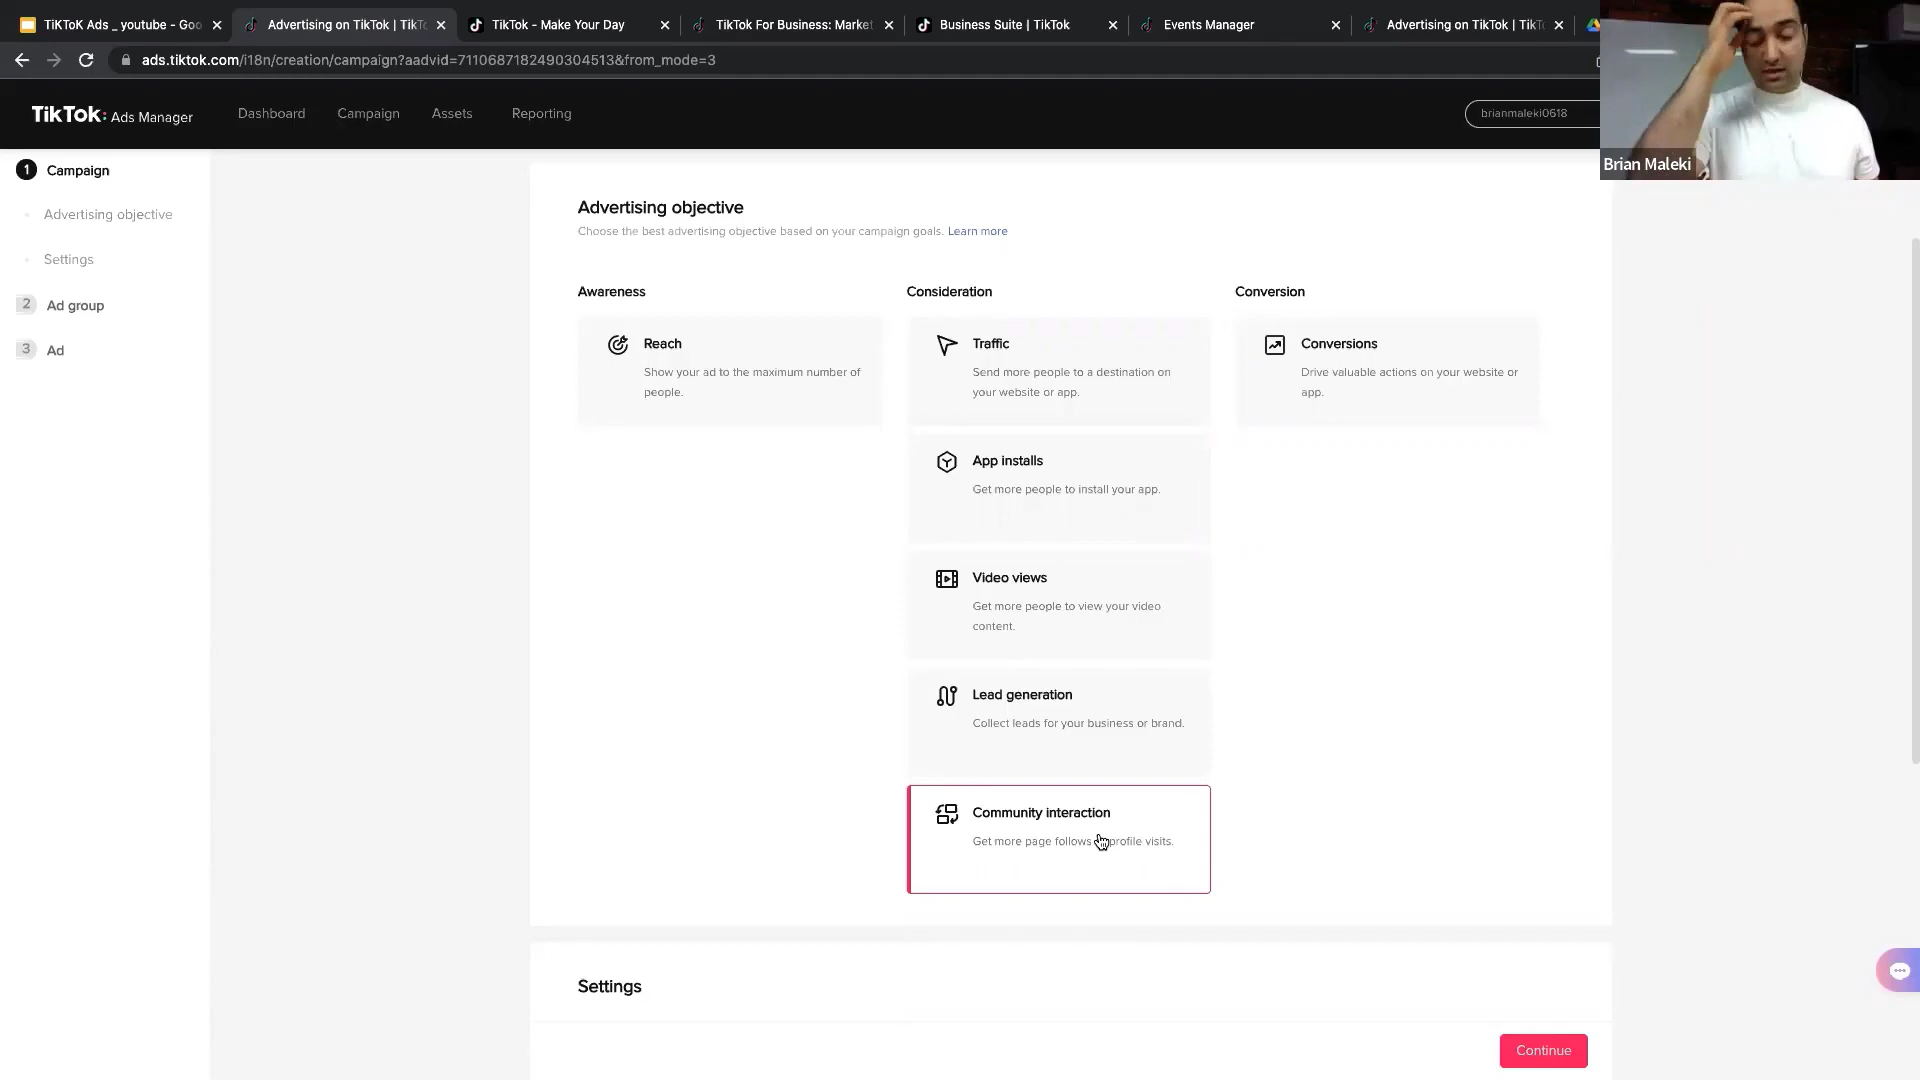 TiKToK Ads _ youtube - Goo
Advertising on TikTok | TikTo
TikTok - Make Your Day
TikTok For Business: Market
Business Suite | TikTok
Events Manager
Advertising on TikTok | TikTo
ads.tiktok.com/i18n/creation/campaign?aadvid=7110687182490304513&from_mode=3
TikTok: Ads Manager
Dashboard
Campaign
Assets
Reporting
brianmaleki0618
Brian Maleki
1 Campaign
Advertising objective
Settings
2 Ad group
3 Ad
Advertising objective
Choose the best advertising objective based on your campaign goals. Learn more
Awareness
Reach
Show your ad to the maximum number of
people.
Consideration
Traffic
Send more people to a destination on
your website or app.
App installs
Get more people to install your app.
Video views
Get more people to view your video
content.
Lead generation
Collect leads for your business or brand.
Community interaction
Get more page follows profile visits.
Conversion
Conversions
Drive valuable actions on your website or
app.
Settings
Continue